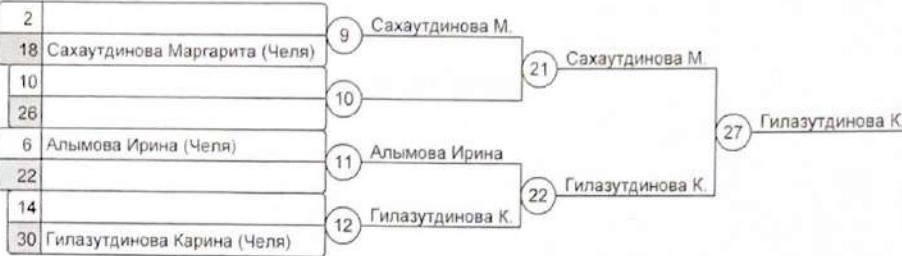 2
9 Сахаутдинова М.
18 Сахаутдинова Маргарита (Челя)
21 Сахаутдинова М.
10
10
26
27 Гилазутдинова К.
6 Алымова Ирина (Челя)
11 Алымова Ирина
22
22 Гилазутдинова К.
14
12 Гилазутдинова К.
30 Гилазутдинова Карина (Челя)